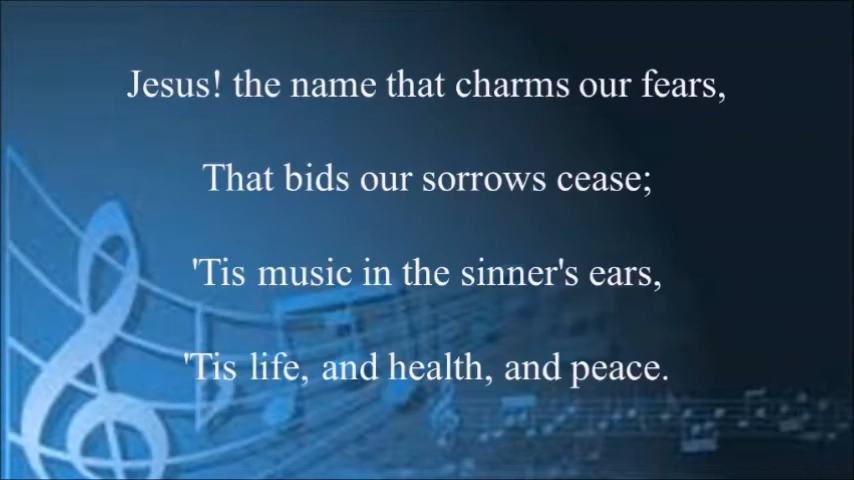 Jesus! the name that charms our fears,
That bids our sorrows cease;
'Tis music in the sinner's ears,
'Tis life, and health, and peace.